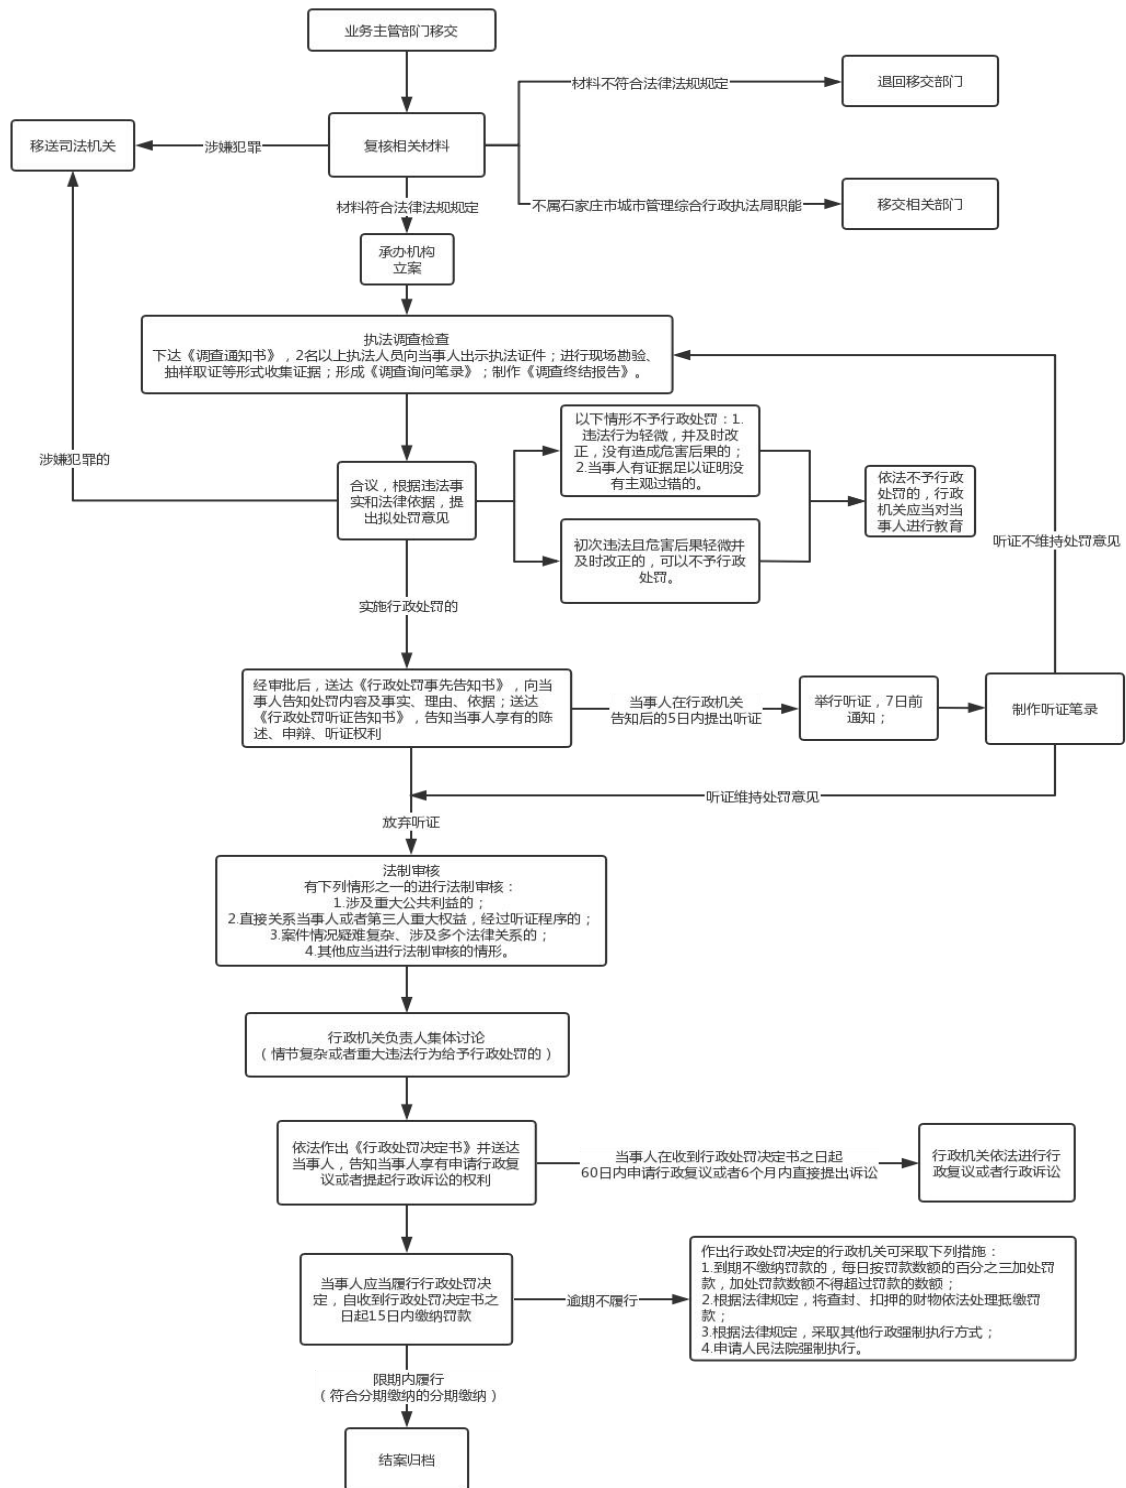 业务主管部门移交
材料不符合法律法规规定
退回移交部门
移送司法机关
涉嫌犯罪
复核相关材料
不属石家庄市城市管理综合行政执法局职能
移交相关部门
材料符合法律法规规定
承办机构
立案
执法调查检查
下达《调查通知书》，2名以上执法人员向当事人出示执法证件；进行现场勘验、
抽样取证等形式收集证据；形成《调查询问笔录》；制作《调查终结报告》。
以下情形不予行政处罚：1.
违法行为轻微，并及时改
正，没有造成危害后果的；
2.当事人有证据足以证明没
有主观过错的。
涉嫌犯罪的
合议，根据违法事
实和法律依据，提
出拟处罚意见
依法不予行政
处罚的，行政
机关应当对当
事人进行教育
初次违法且危害后果轻微并
及时改正的，可以不予行政
处罚。
听证不维持处罚意见
实施行政处罚的
经审批后，送达《行政处罚事先告知书》，向当
事人告知处罚内容及事实、理由、依据；送达
《行政处罚听证告知书》，告知当事人享有的陈
述、申辩、听证权利
当事人在行政机关
告知后的5日内提出听证
举行听证，7日前
通知；
制作听证笔录
听证维持处罚意见
放弃听证
法制审核
有下列情形之一的进行法制审核：
1.涉及重大公共利益的；
2.直接关系当事人或者第三人重大权益，经过听证程序的；
3.案件情况疑难复杂、涉及多个法律关系的；
4.其他应当进行法制审核的情形。
行政机关负责人集体讨论
（情节复杂或者重大违法行为给予行政处罚的）
依法作出《行政处罚决定书》并送达
当事人，告知当事人享有申请行政复
议或者提起行政诉讼的权利
当事人在收到行政处罚决定书之日起
60日内申请行政复议或者6个月内直接提出诉讼
行政机关依法进行行
政复议或者行政诉讼
当事人应当履行行政处罚决
定，自收到行政处罚决定书之
日起15日内缴纳罚款
逾期不履行
作出行政处罚决定的行政机关可采取下列措施：
1.到期不缴纳罚款的，每日按罚款数额的百分之三加处罚
款，加处罚款数额不得超过罚款的数额；
2.根据法律规定，将查封、扣押的财物依法处理抵缴罚
款；
3.根据法律规定，采取其他行政强制执行方式；
4.申请人民法院强制执行。
限期内履行
（符合分期缴纳的分期缴纳）
结案归档